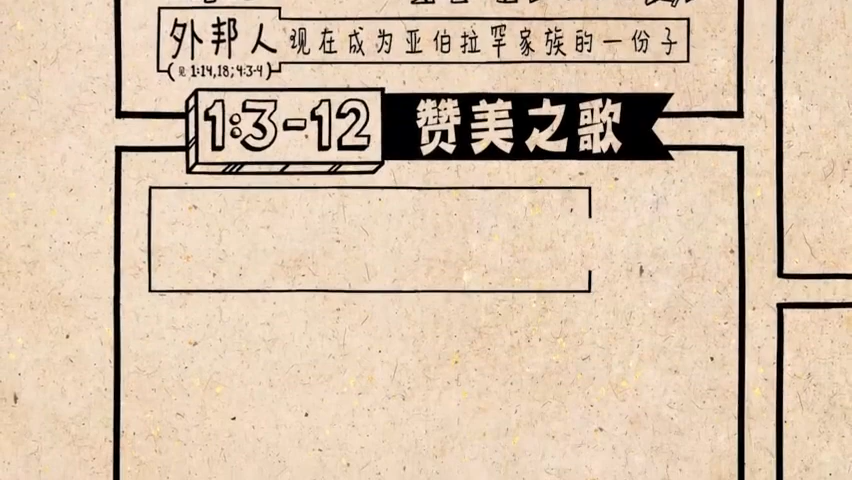 外邦人 现在成为亚伯拉罕家族的一份子
(见 1:14,18; 4:3-4)
1:3-12 赞美之歌